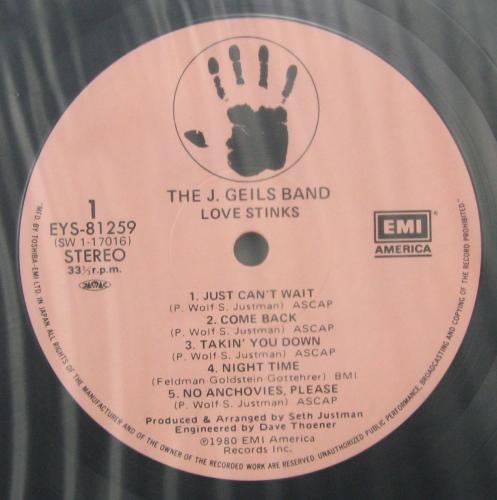 THE J. GEILS BAND
LOVE STINKS
1
EYS-81259
(SW 1-17016)
STEREO
33⅓r.p.m.
EMI
AMERICA
1. JUST CAN'T WAIT
(P. Wolf S. Justman) ASCAP
2. COME BACK
(P. Wolf S. Justman) ASCAP
3. TAKIN' YOU DOWN
(P. Wolf S. Justman) ASCAP
4. NIGHT TIME
(Feldman-Goldstein-Gottehrer) BMI
5. NO ANCHOVIES, PLEASE
(P. Wolf S. Justman) ASCAP
Produced & Arranged by Seth Justman
Engineered by Dave Thoener
℗1980 EMI America
Records Inc.
"MF'D. BY TOSHIBA-EMI LTD. IN JAPAN. ALL RIGHTS OF THE MANUFACTURER AND OF THE OWNER OF THE RECORDED WORK ARE RESERVED. UNAUTHORIZED PUBLIC PERFORMANCE, BROADCASTING AND COPYING OF THE RECORD PROHIBITED."